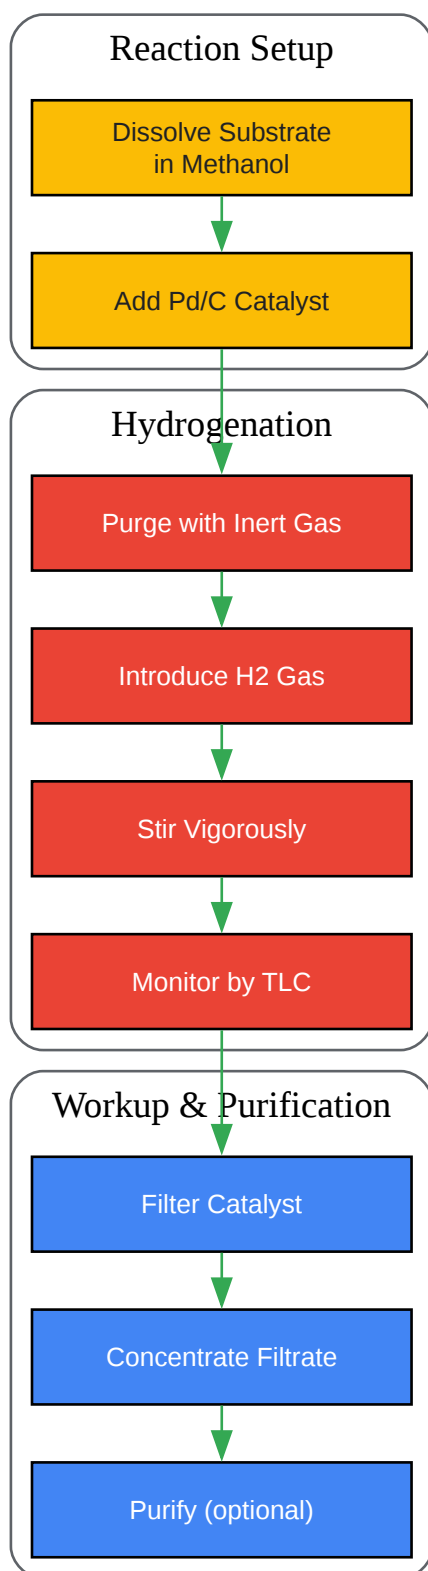 Reaction Setup
Dissolve Substrate
in Methanol
Add Pd/C Catalyst
Hydrogenation
Purge with Inert Gas
Introduce H2 Gas
Stir Vigorously
Monitor by TLC
Workup & Purification
Filter Catalyst
Concentrate Filtrate
Purify (optional)